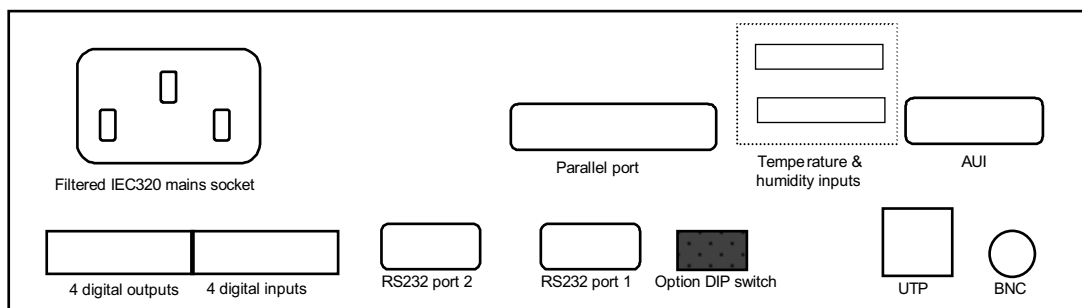 Filtered IEC320 mains socket
Parallel port
Temperature &
humidity inputs
AUI
4 digital outputs
4 digital inputs
RS232 port 2
RS232 port 1
Option DIP switch
UTP
BNC